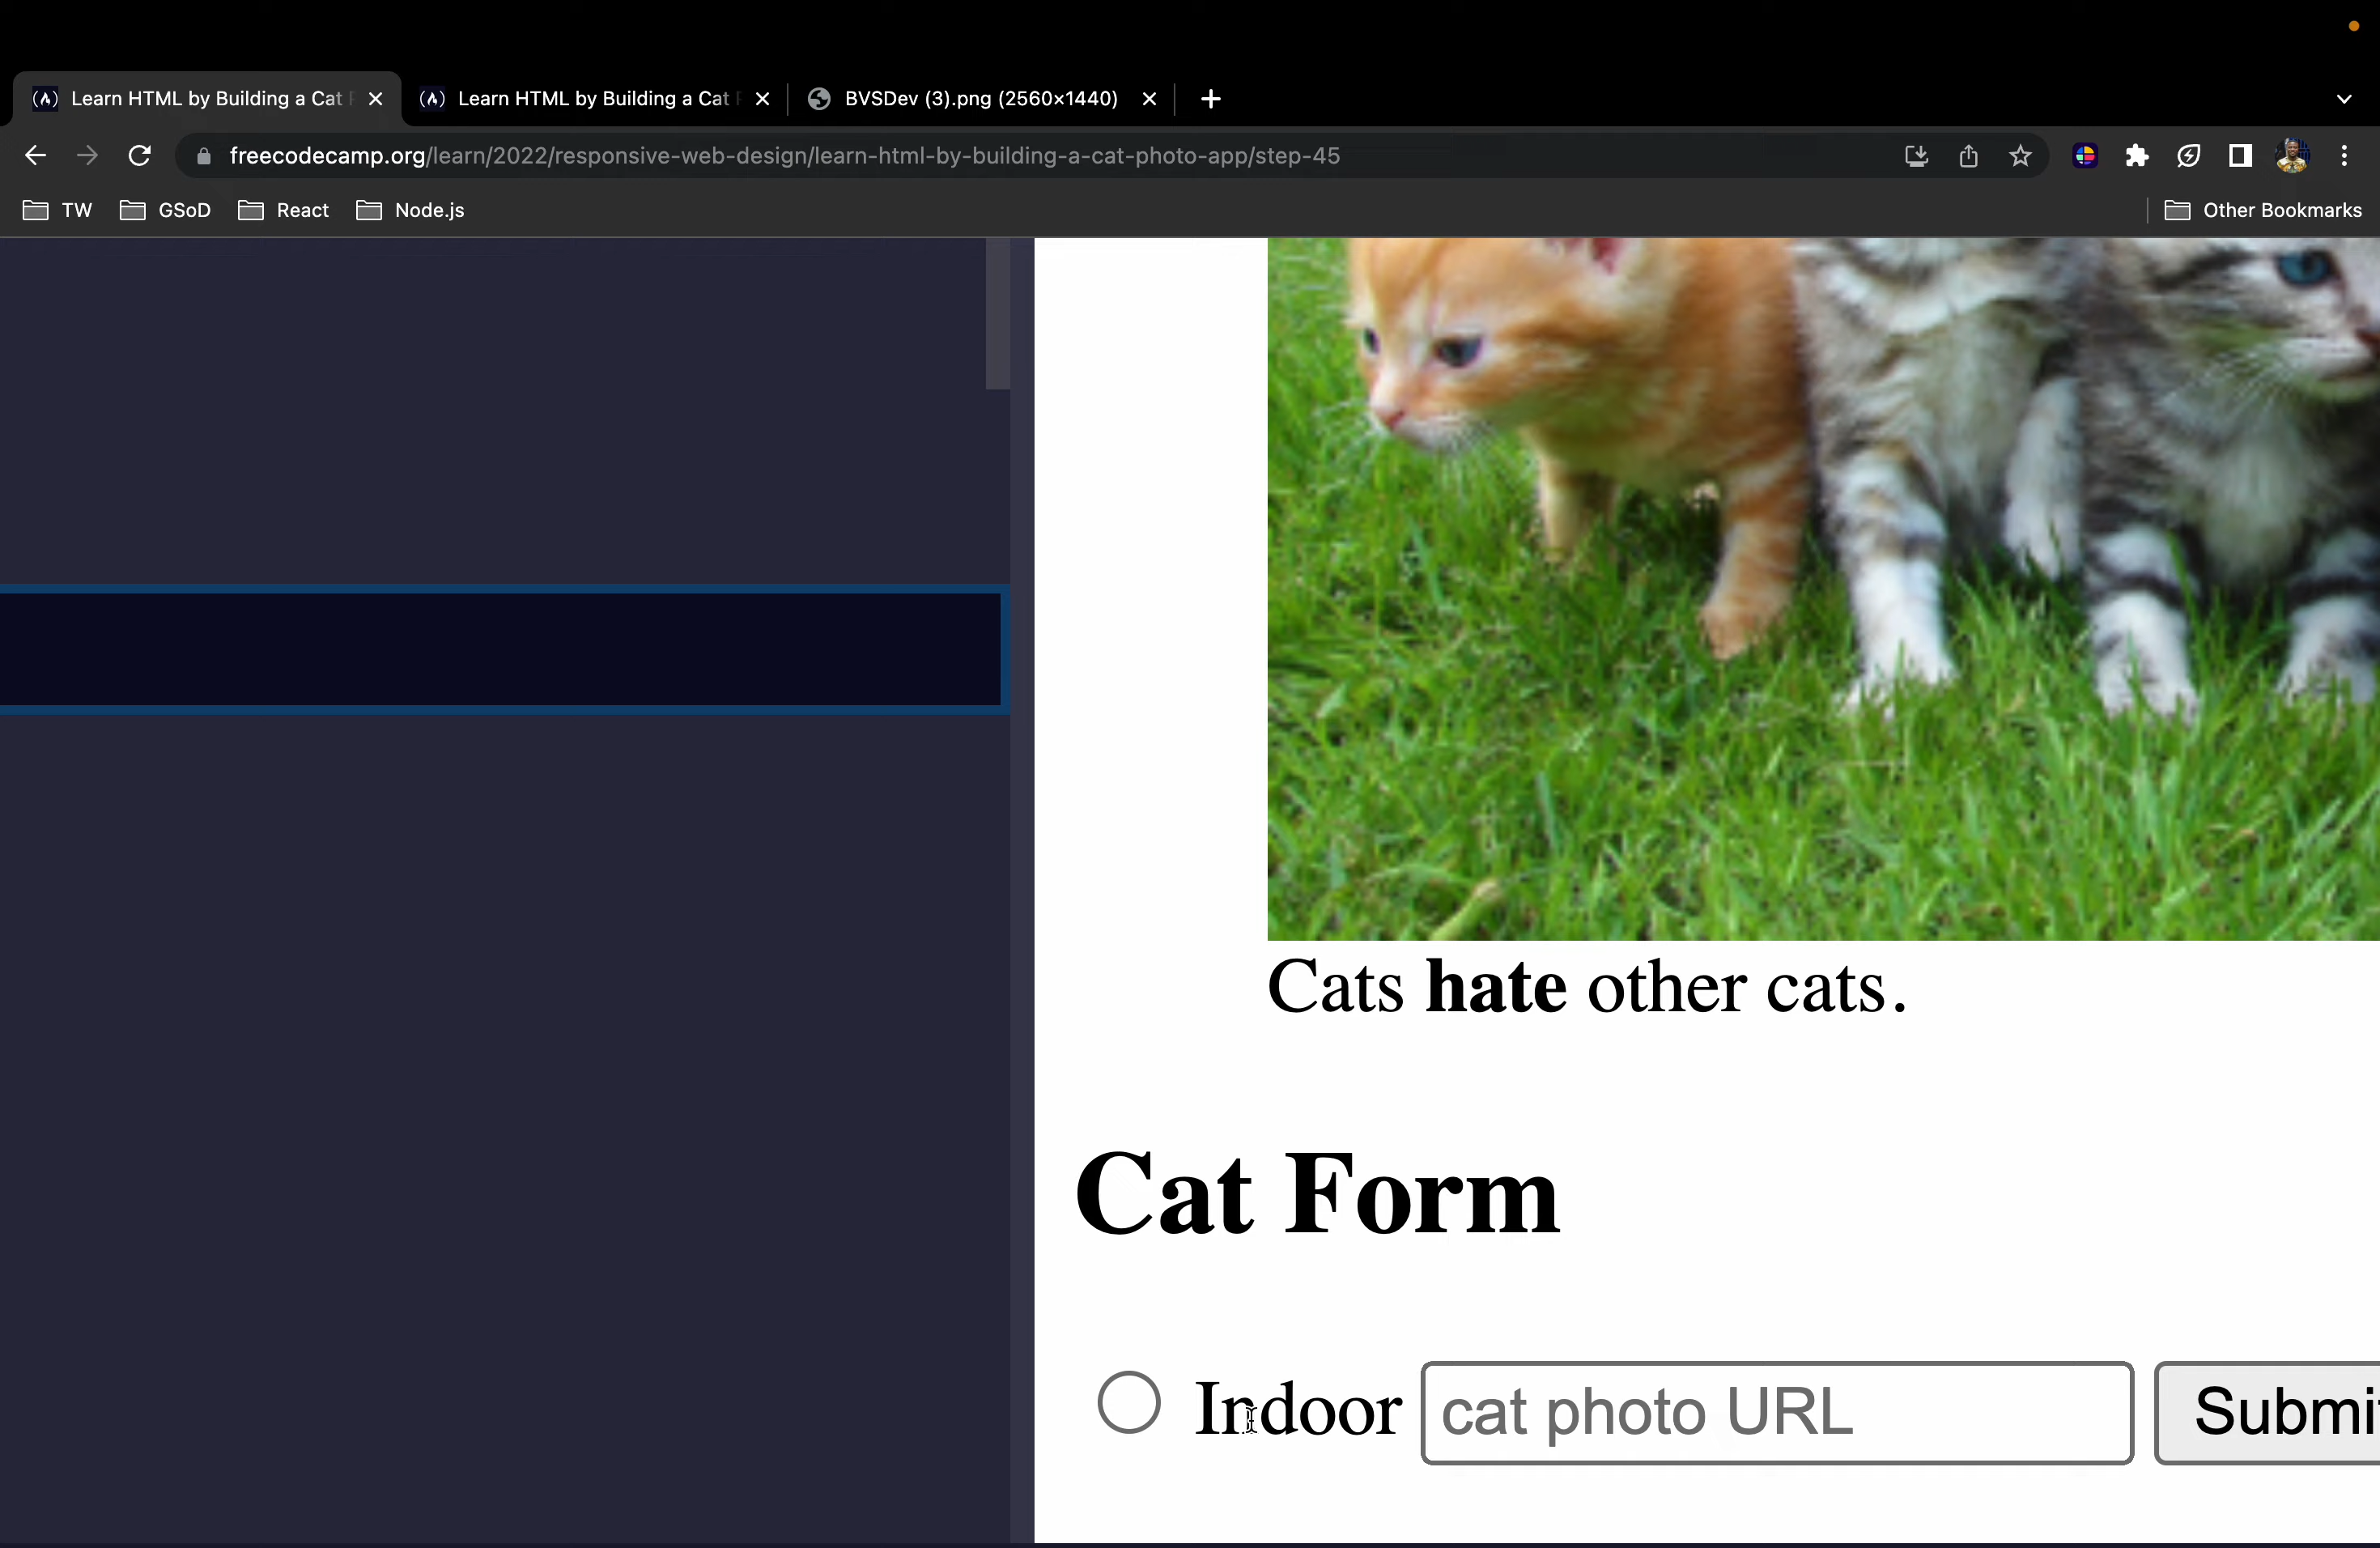 Learn HTML by Building a Cat
Learn HTML by Building a Cat
BVSDev (3).png (2560×1440)
freecodecamp.org/learn/2022/responsive-web-design/learn-html-by-building-a-cat-photo-app/step-45
TW
GSoD
React
Node.js
Other Bookmarks
Cats hate other cats.
Cat Form
Indoor
cat photo URL
Submi